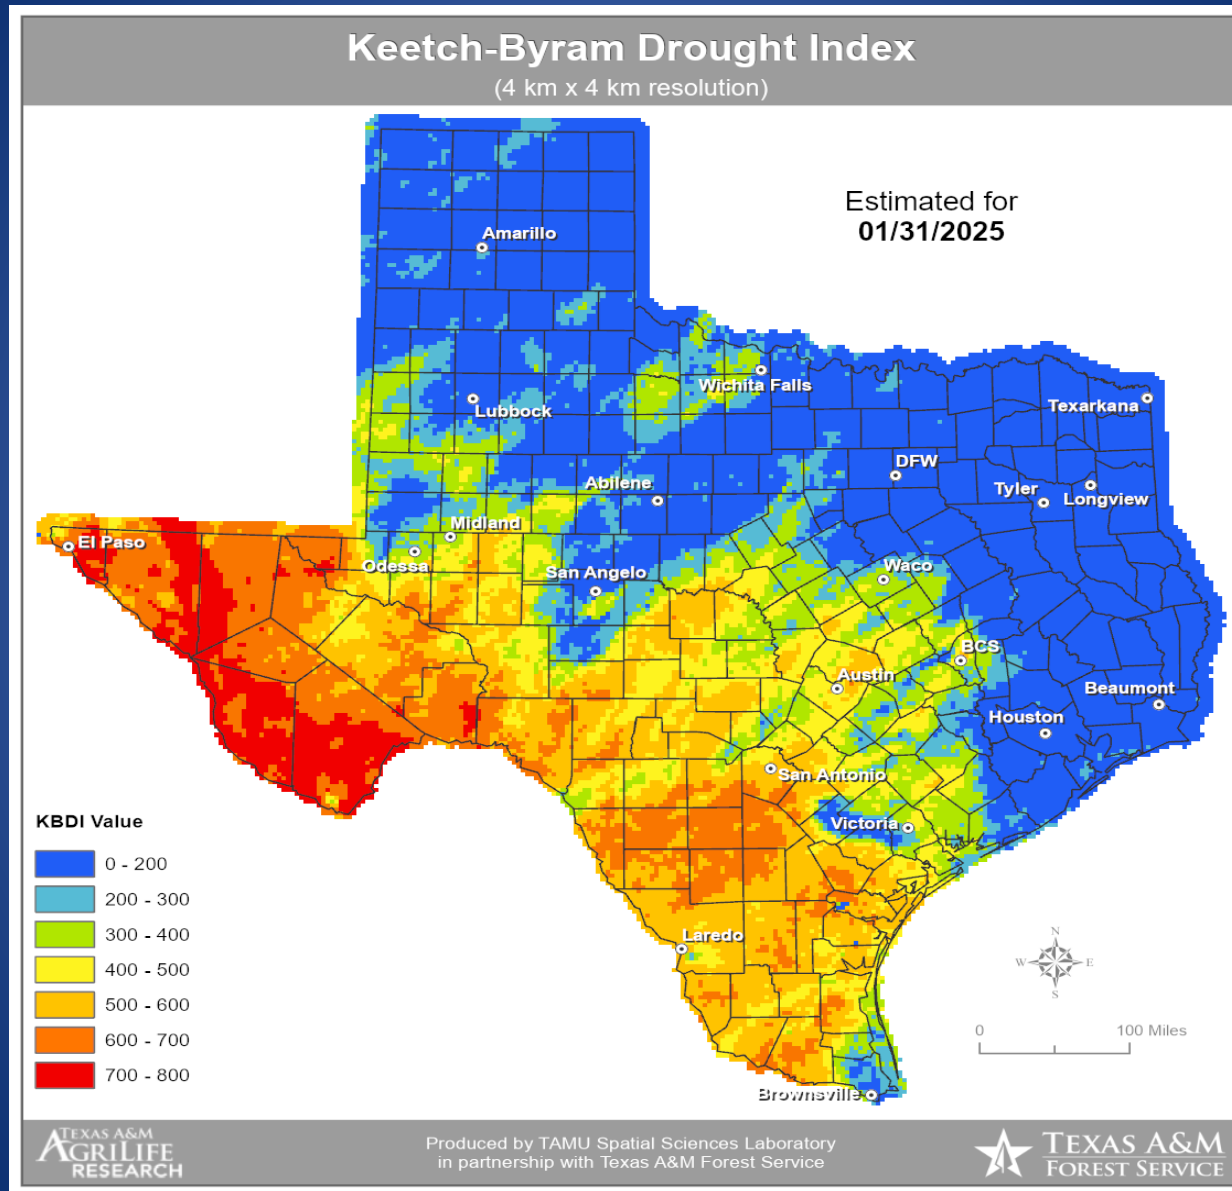 Keetch-Byram Drought Index
(4 km x 4 km resolution)
Estimated for
01/31/2025
Amarillo
Wichita Falls
Lubbock
Texarkana
DFW
Abilene
Tyler
Longview
Midland
El Paso
Odessa
San Angelo
Waco
BCS
Austin
Beaumont
Houston
San Antonio
Victoria
Laredo
Brownsville
KBDI Value
0 - 200
200 - 300
300 - 400
400 - 500
500 - 600
600 - 700
700 - 800
N
W E
S
0 100 Miles
TEXAS A&M
AGRILIFE
RESEARCH
Produced by TAMU Spatial Sciences Laboratory
in partnership with Texas A&M Forest Service
TEXAS A&M
FOREST SERVICE